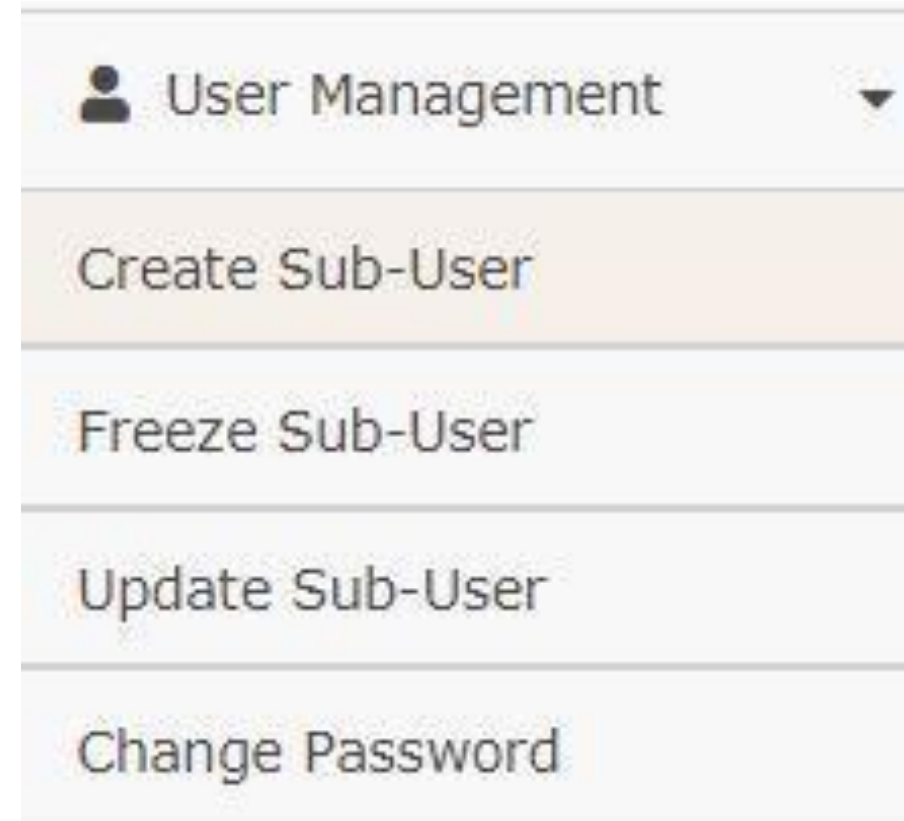 User Management
Create Sub-User
Freeze Sub-User
Update Sub-User
Change Password